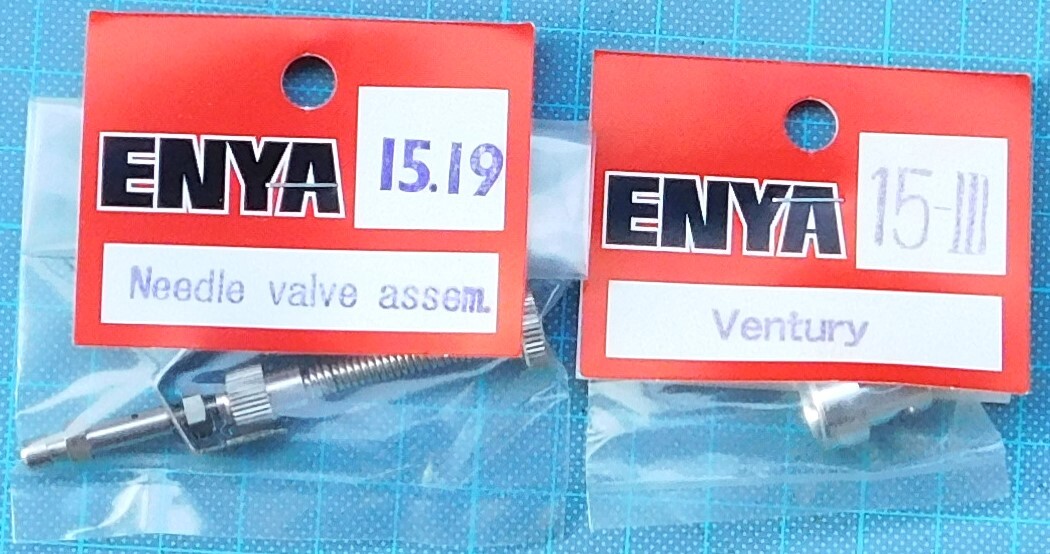 ENYA
15.19
Needle valve assem.
ENYA
15-III
Ventury